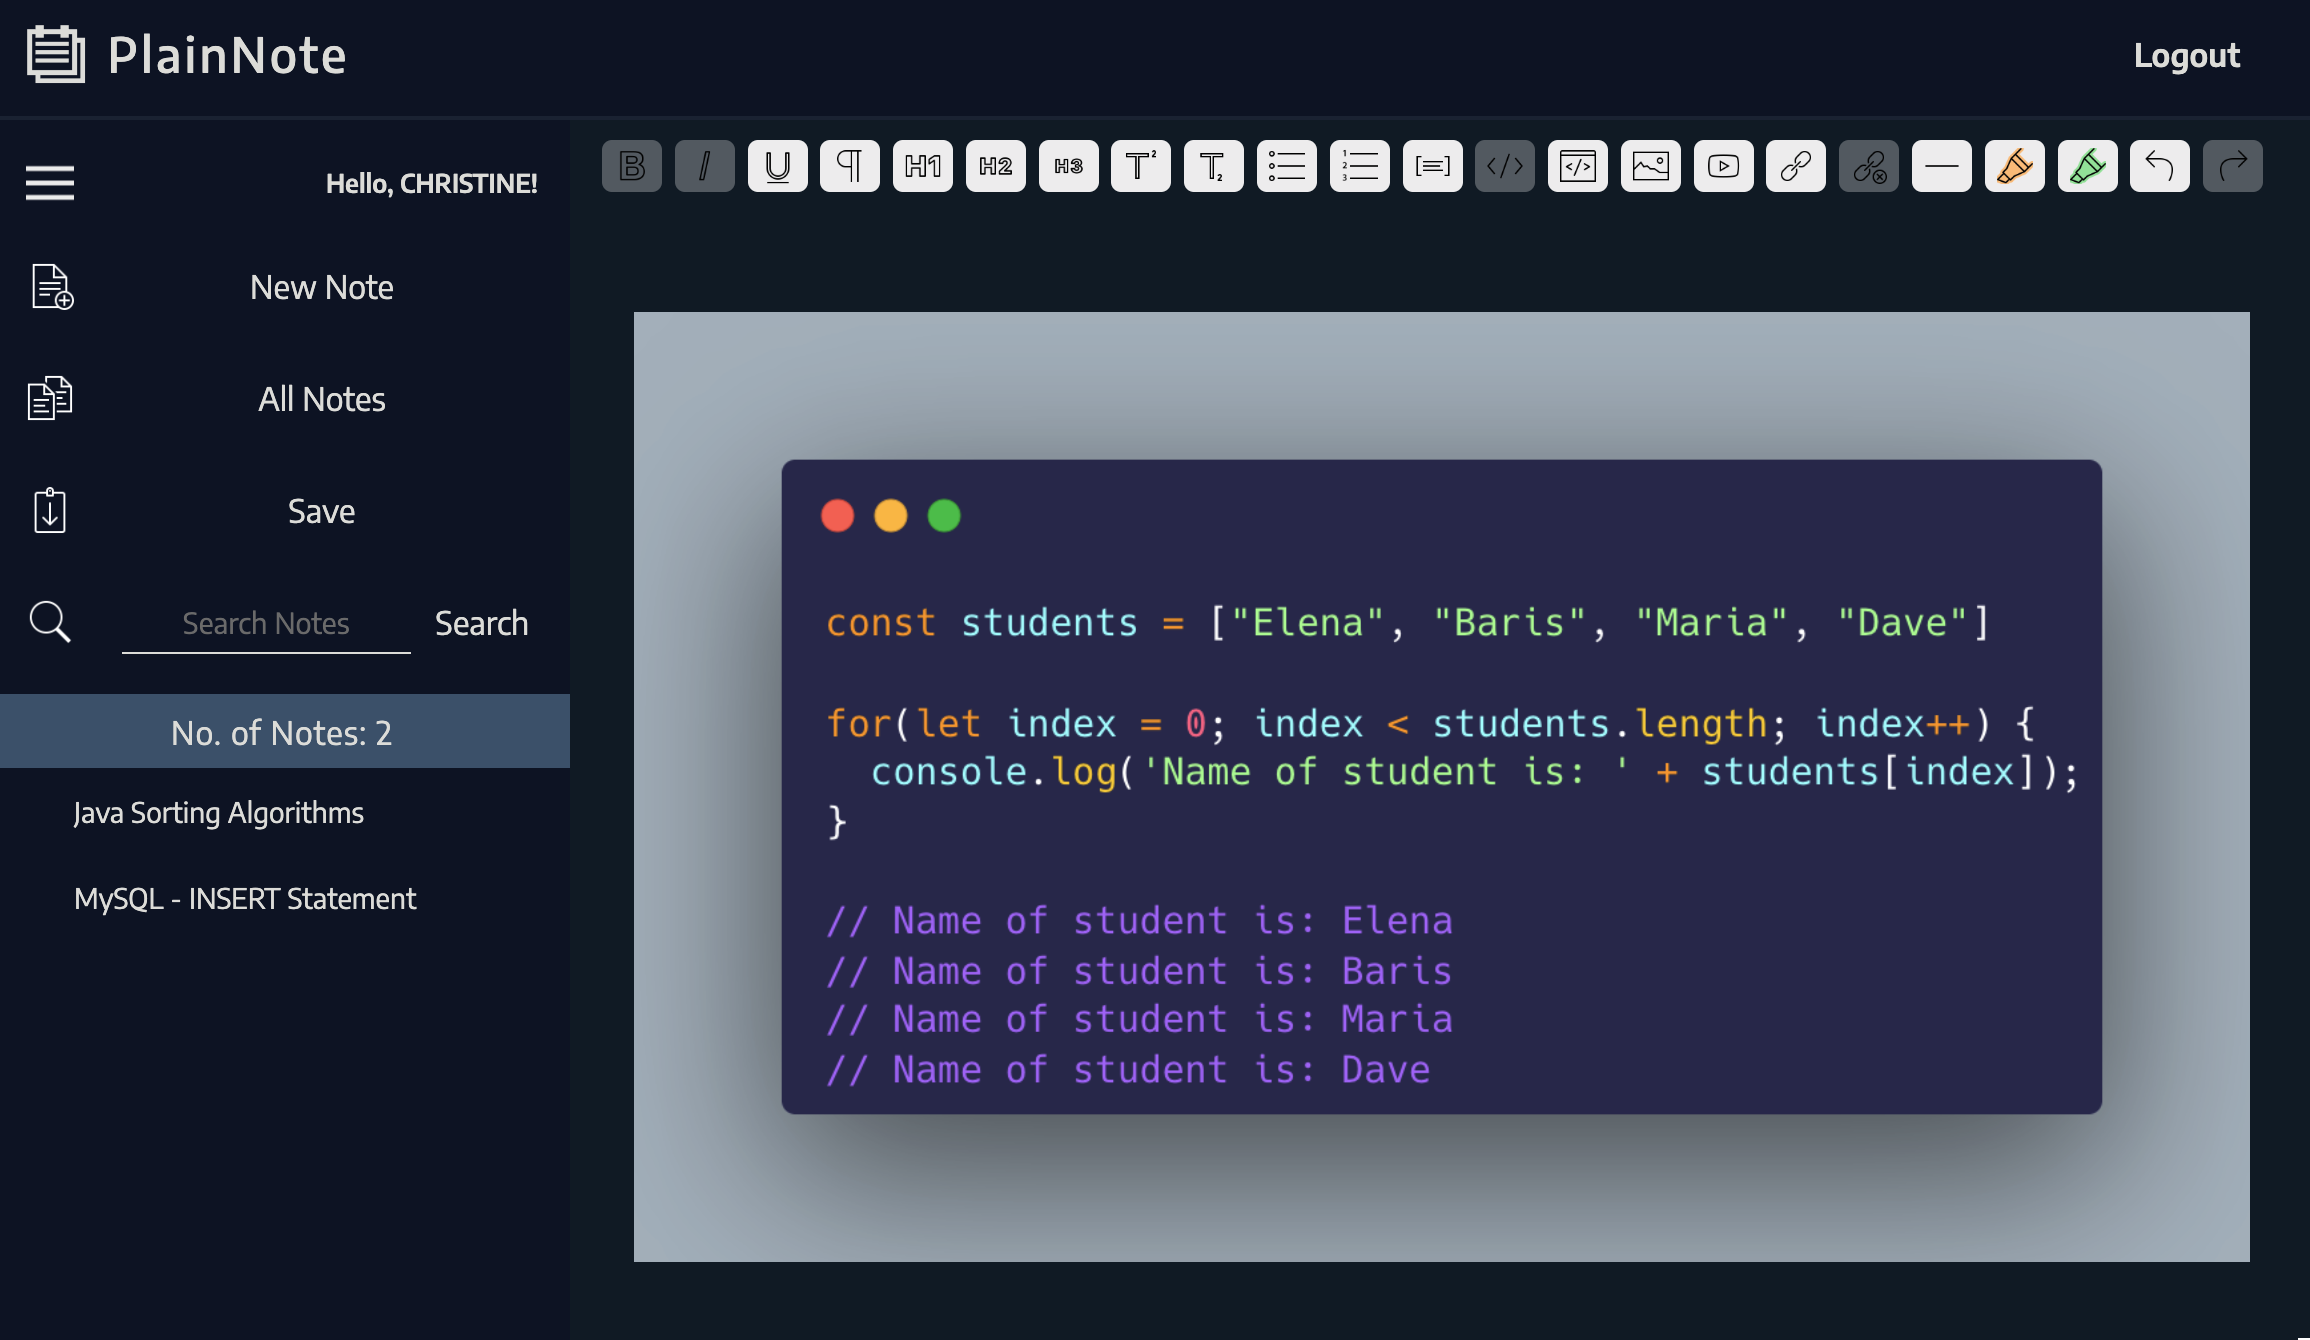 PlainNote
Logout
Hello, CHRISTINE!
New Note
All Notes
Save
Search Notes Search
No. of Notes: 2
Java Sorting Algorithms
MySQL - INSERT Statement
B I U ¶ H1 H2 H3 T² T₂
const students = ["Elena", "Baris", "Maria", "Dave"]
for(let index = 0; index < students.length; index++) {
  console.log('Name of student is: ' + students[index]);
}
// Name of student is: Elena
// Name of student is: Baris
// Name of student is: Maria
// Name of student is: Dave